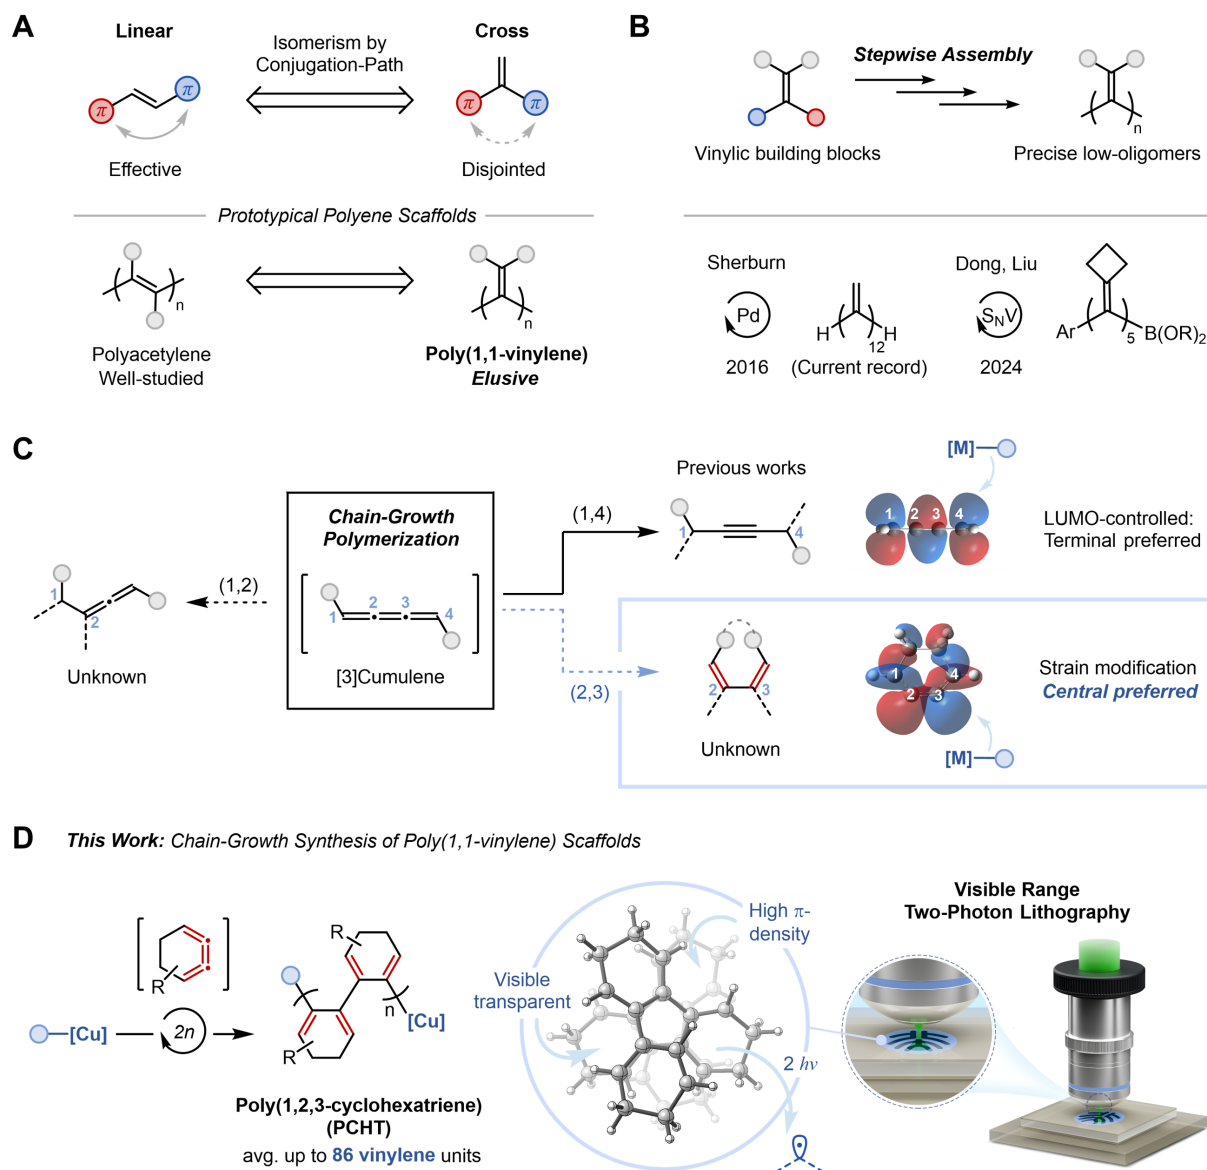 A
Linear
Cross
Isomerism by
Conjugation-Path
π
π
π
π
Effective
Disjointed
Prototypical Polyene Scaffolds
n
n
Polyacetylene
Well-studied
Poly(1,1-vinylene)
Elusive
B
Stepwise Assembly
n
Vinylic building blocks
Precise low-oligomers
Sherburn
Dong, Liu
Pd
H
H
12
SNV
Ar
5
B(OR)2
2016
(Current record)
2024
C
Chain-Growth
Polymerization
1
2
3
4
[3]Cumulene
(1,2)
1
2
Unknown
(1,4)
Previous works
1
4
[M]
1 2 3 4
LUMO-controlled:
Terminal preferred
(2,3)
2
3
Unknown
1
4
2
3
[M]
Strain modification
Central preferred
D
This Work: Chain-Growth Synthesis of Poly(1,1-vinylene) Scaffolds
R
[Cu]
2n
R
R
n
[Cu]
Poly(1,2,3-cyclohexatriene)
(PCHT)
avg. up to 86 vinylene units
High π-
density
Visible
transparent
2 hν
Visible Range
Two-Photon Lithography